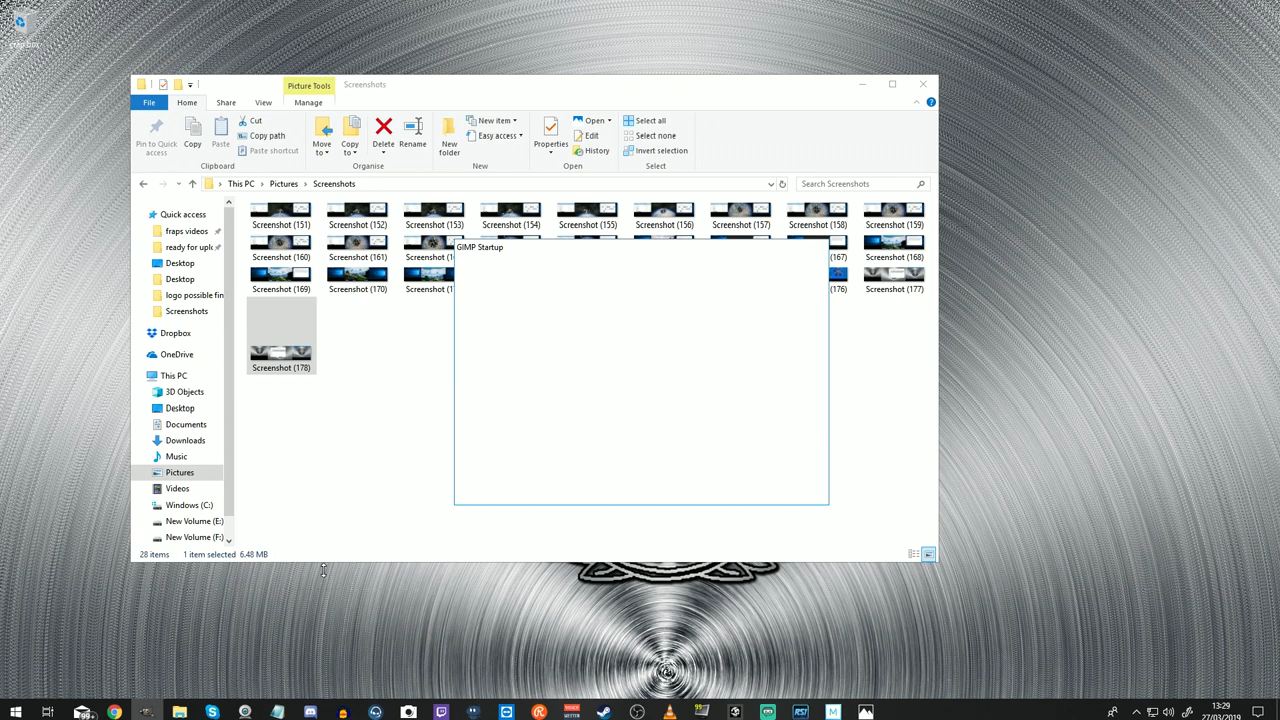 Picture Tools
Screenshots
File
Home
Share
View
Manage
Pin to Quick access
Copy
Paste
Cut
Copy path
Paste shortcut
Move to
Copy to
Delete
Rename
New folder
New item
Easy access
Properties
Open
Edit
History
Select all
Select none
Invert selection
Clipboard
Organise
New
Open
Select
This PC
Pictures
Screenshots
Search Screenshots
Quick access
fraps videos
ready for uplo
Desktop
Desktop
logo possible fin
Screenshots
Dropbox
OneDrive
This PC
3D Objects
Desktop
Documents
Downloads
Music
Pictures
Videos
Windows (C:)
New Volume (E:)
New Volume (F:)
Screenshot (151)
Screenshot (152)
Screenshot (153)
Screenshot (154)
Screenshot (155)
Screenshot (156)
Screenshot (157)
Screenshot (158)
Screenshot (159)
Screenshot (160)
Screenshot (161)
(167)
Screenshot (168)
Screenshot (169)
Screenshot (170)
(176)
Screenshot (177)
Screenshot (178)
GIMP Startup
28 items
1 item selected
6.48 MB
99+
13:29
27/03/2019